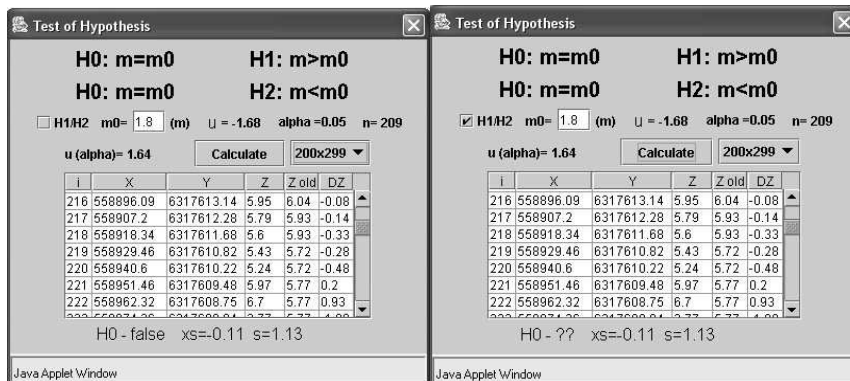 Test of Hypothesis
H0: m=m0 H1: m>m0
H0: m=m0 H2: m<m0
H1/H2 m0= 1.8 (m) u = -1.68 alpha =0.05 n= 209
u (alpha)= 1.64 Calculate 200x299
i X Y Z Z old DZ
216 558896.09 6317613.14 5.95 6.04 -0.08
217 558907.2 6317612.28 5.79 5.93 -0.14
218 558918.34 6317611.68 5.6 5.93 -0.33
219 558929.46 6317610.82 5.43 5.72 -0.28
220 558940.6 6317610.22 5.24 5.72 -0.48
221 558951.46 6317609.48 5.97 5.77 0.2
222 558962.32 6317608.75 6.7 5.77 0.93
H0 - false xs=-0.11 s=1.13
Java Applet Window
Test of Hypothesis
H0: m=m0 H1: m>m0
H0: m=m0 H2: m<m0
H1/H2 m0= 1.8 (m) u = -1.68 alpha =0.05 n= 209
u (alpha)= 1.64 Calculate 200x299
i X Y Z Z old DZ
216 558896.09 6317613.14 5.95 6.04 -0.08
217 558907.2 6317612.28 5.79 5.93 -0.14
218 558918.34 6317611.68 5.6 5.93 -0.33
219 558929.46 6317610.82 5.43 5.72 -0.28
220 558940.6 6317610.22 5.24 5.72 -0.48
221 558951.46 6317609.48 5.97 5.77 0.2
222 558962.32 6317608.75 6.7 5.77 0.93
H0 - ?? xs=-0.11 s=1.13
Java Applet Window